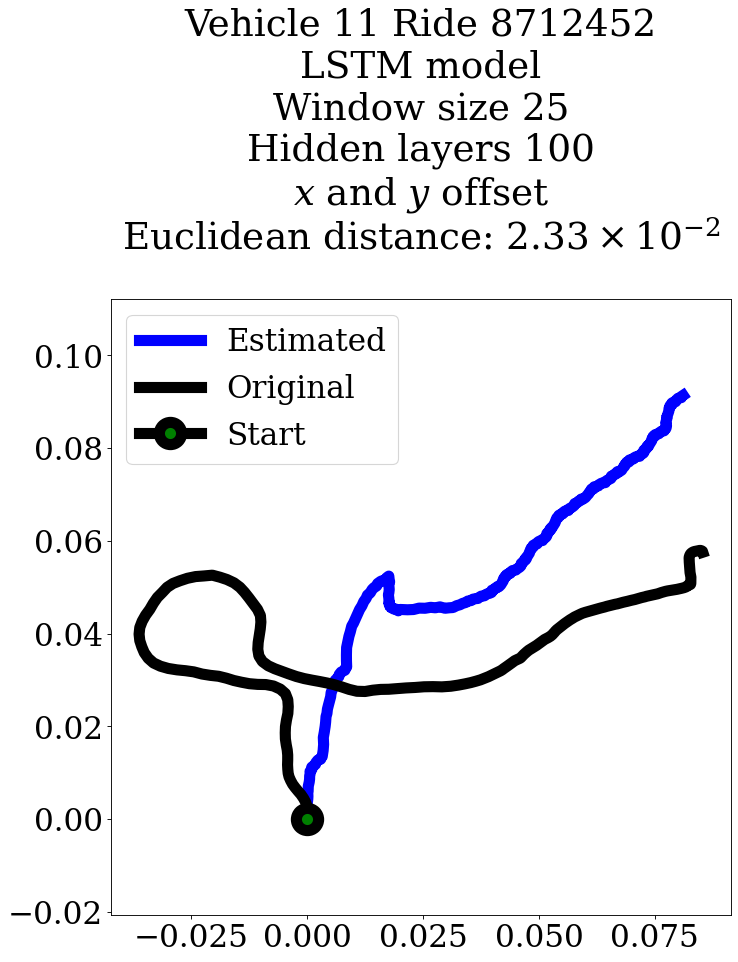 Vehicle 11 Ride 8712452
LSTM model
Window size 25
Hidden layers 100
x and y offset
Euclidean distance: 2.33 × 10⁻²
Estimated
Original
Start
0.10
0.08
0.06
0.04
0.02
0.00
−0.02
−0.025 0.000 0.025 0.050 0.075